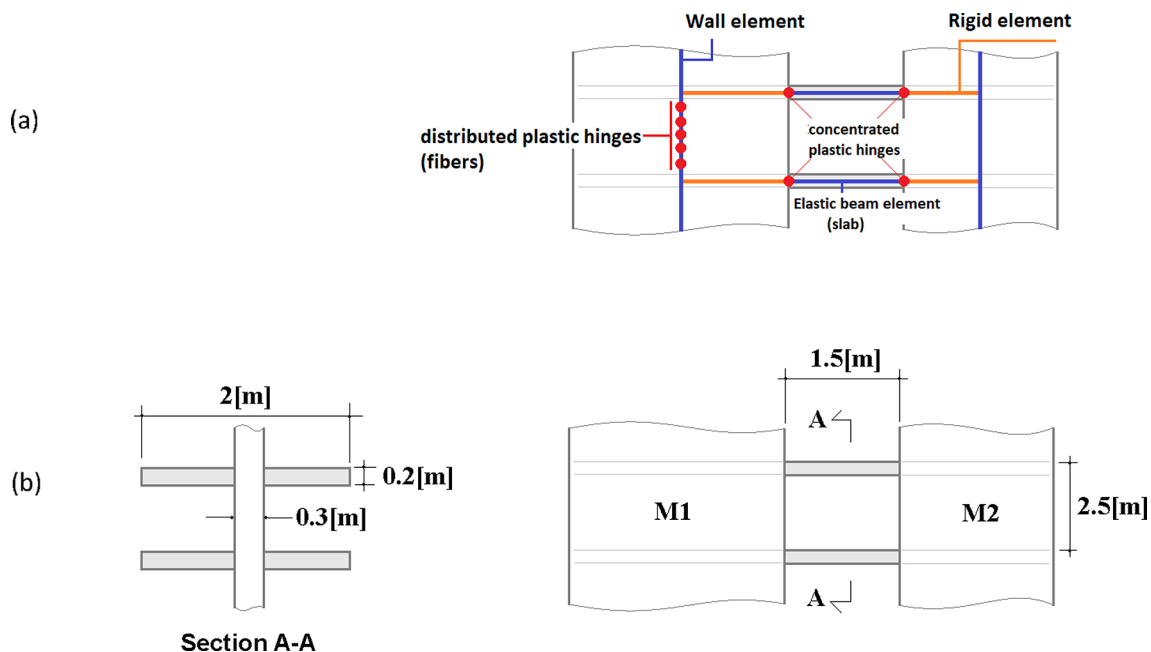 Wall element
Rigid element
(a)
distributed plastic hinges
(fibers)
concentrated
plastic hinges
Elastic beam element
(slab)
(b)
2[m]
0.2[m]
0.3[m]
Section A-A
1.5[m]
A
M1
M2
2.5[m]
A